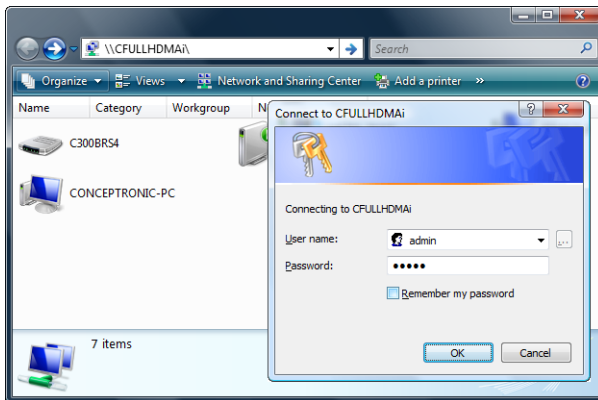 \\CFULLHDMAi\
Search
Organize Views Network and Sharing Center Add a printer »
?
Name Category Workgroup N
Connect to CFULLHDMAi
?
C300BRS4
CONCEPTRONIC-PC
Connecting to CFULLHDMAi
User name: admin
...
Password: •••••
Remember my password
OK Cancel
7 items